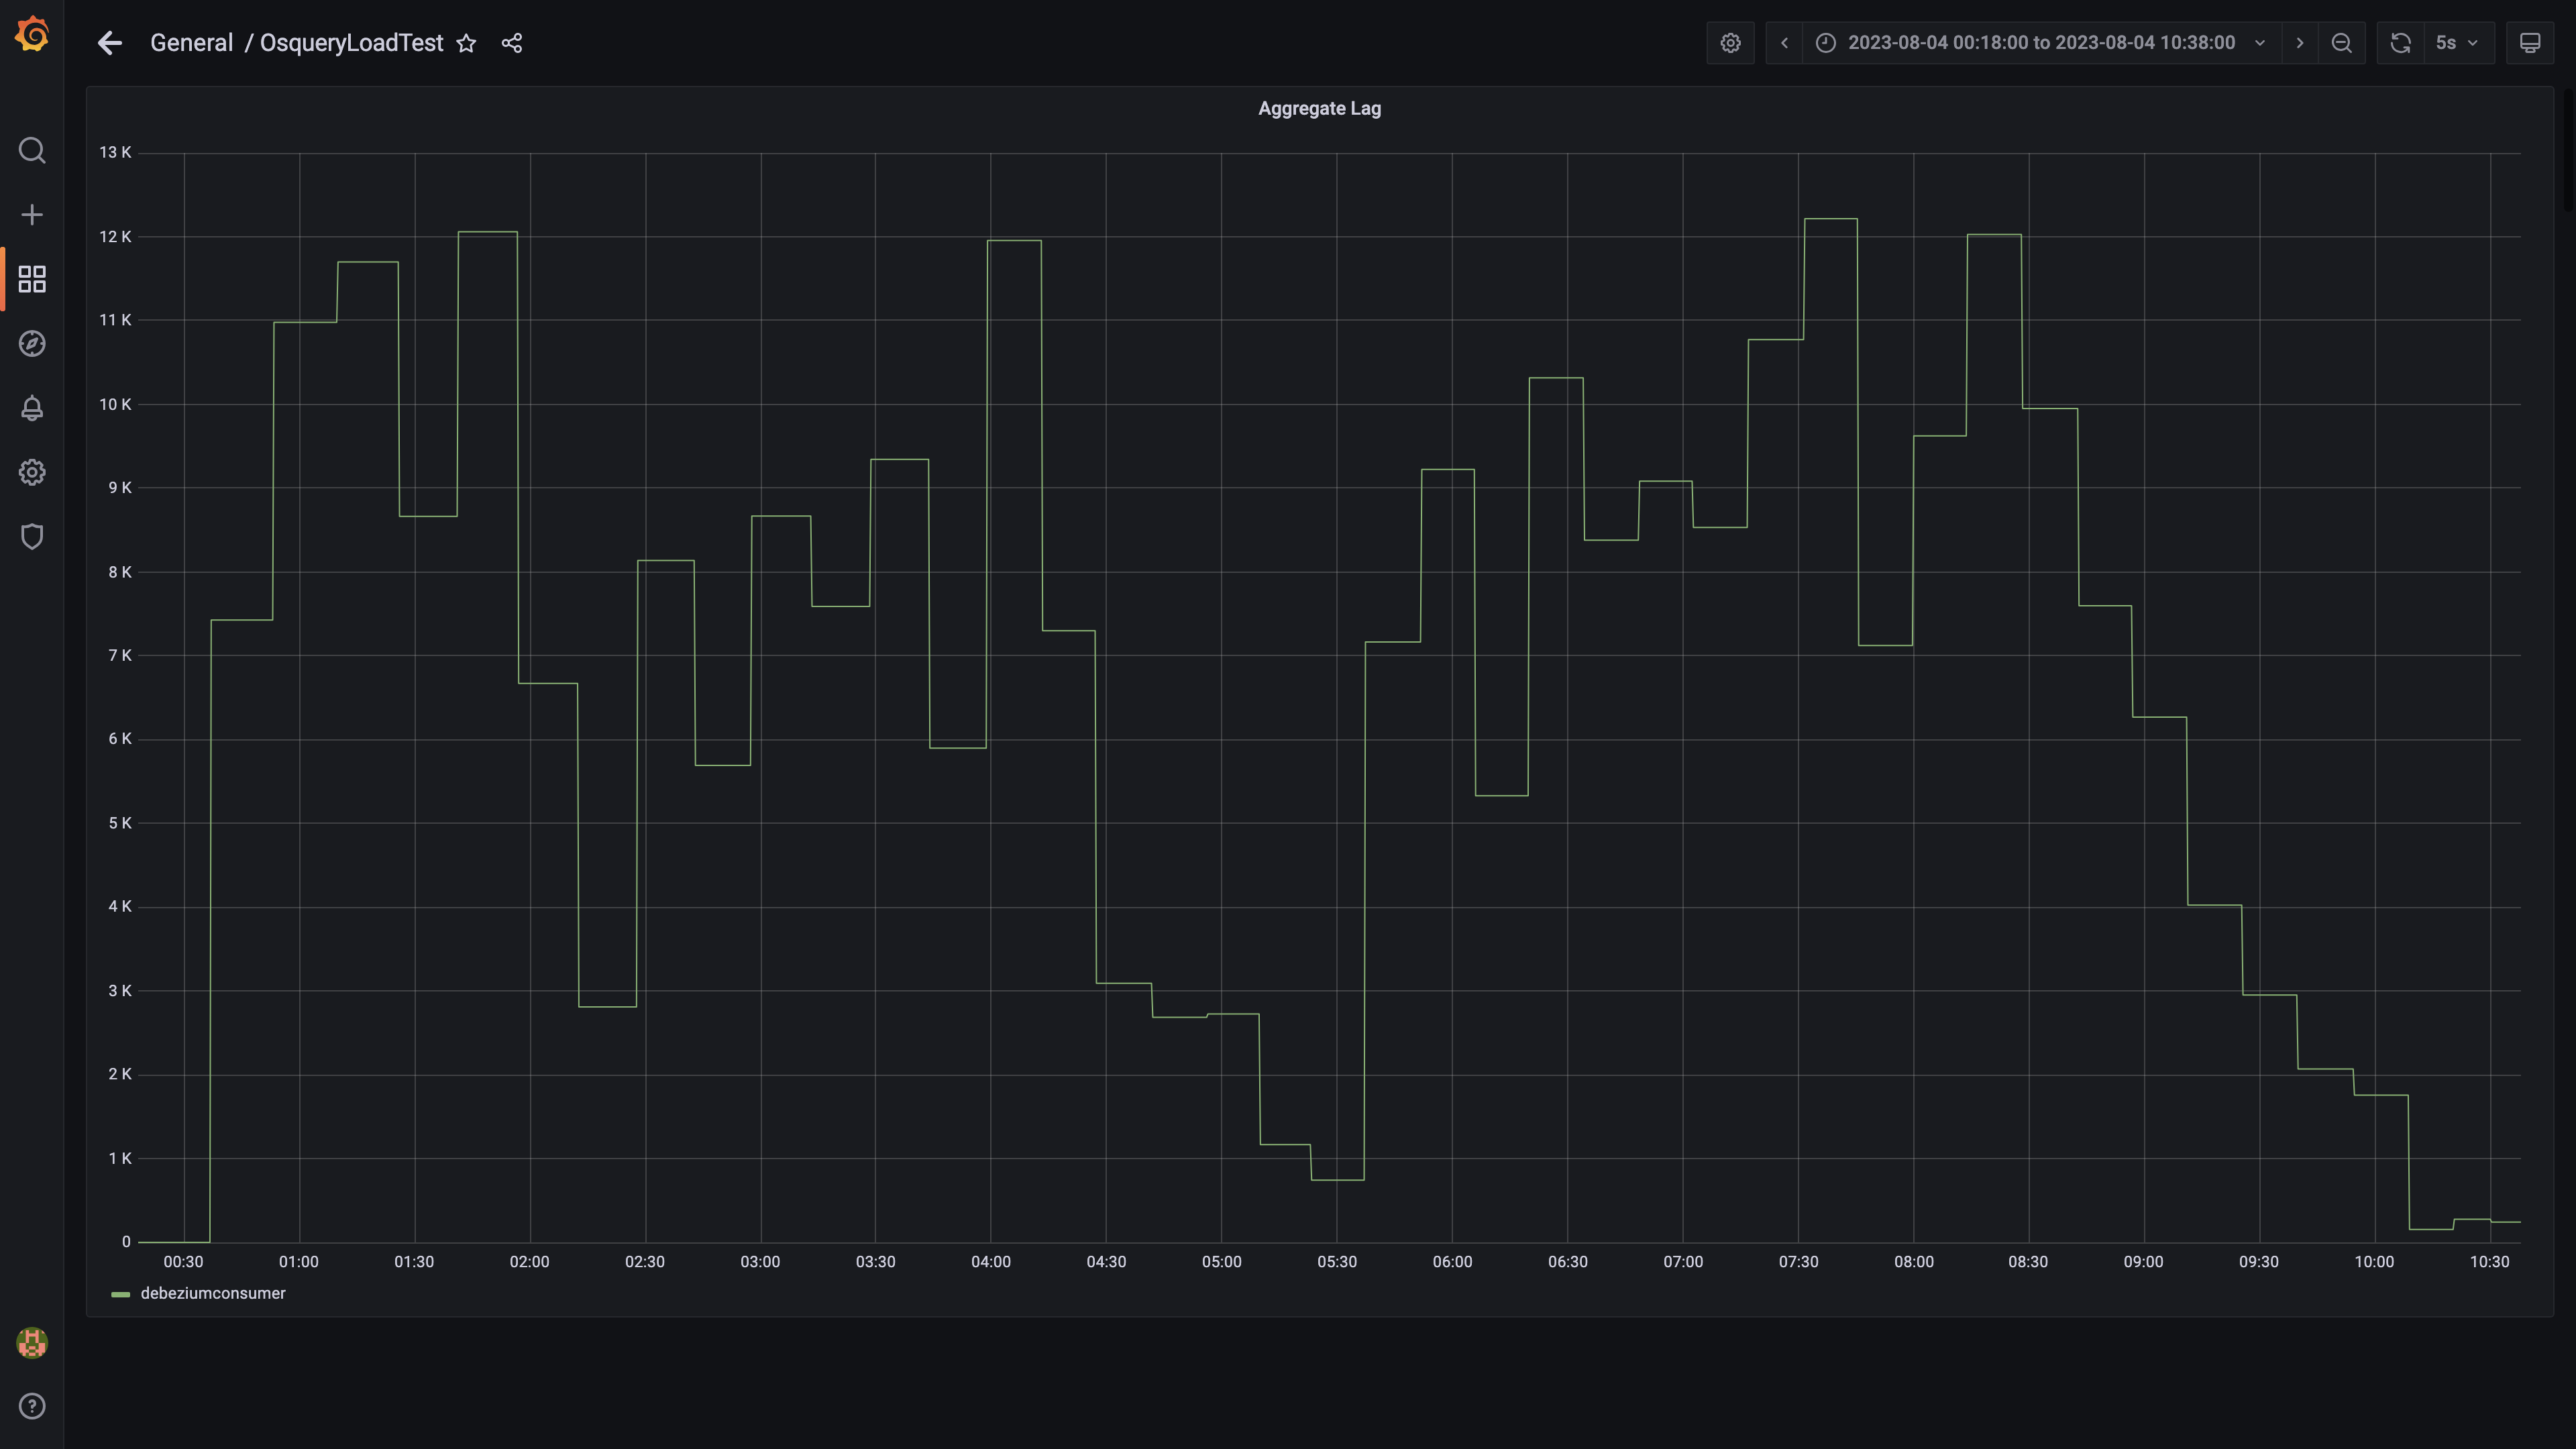 General / OsqueryLoadTest
2023-08-04 00:18:00 to 2023-08-04 10:38:00
5s
Aggregate Lag
13 K
12 K
11 K
10 K
9 K
8 K
7 K
6 K
5 K
4 K
3 K
2 K
1 K
0
00:30 01:00 01:30 02:00 02:30 03:00 03:30 04:00 04:30 05:00 05:30 06:00 06:30 07:00 07:30 08:00 08:30 09:00 09:30 10:00 10:30
debeziumconsumer